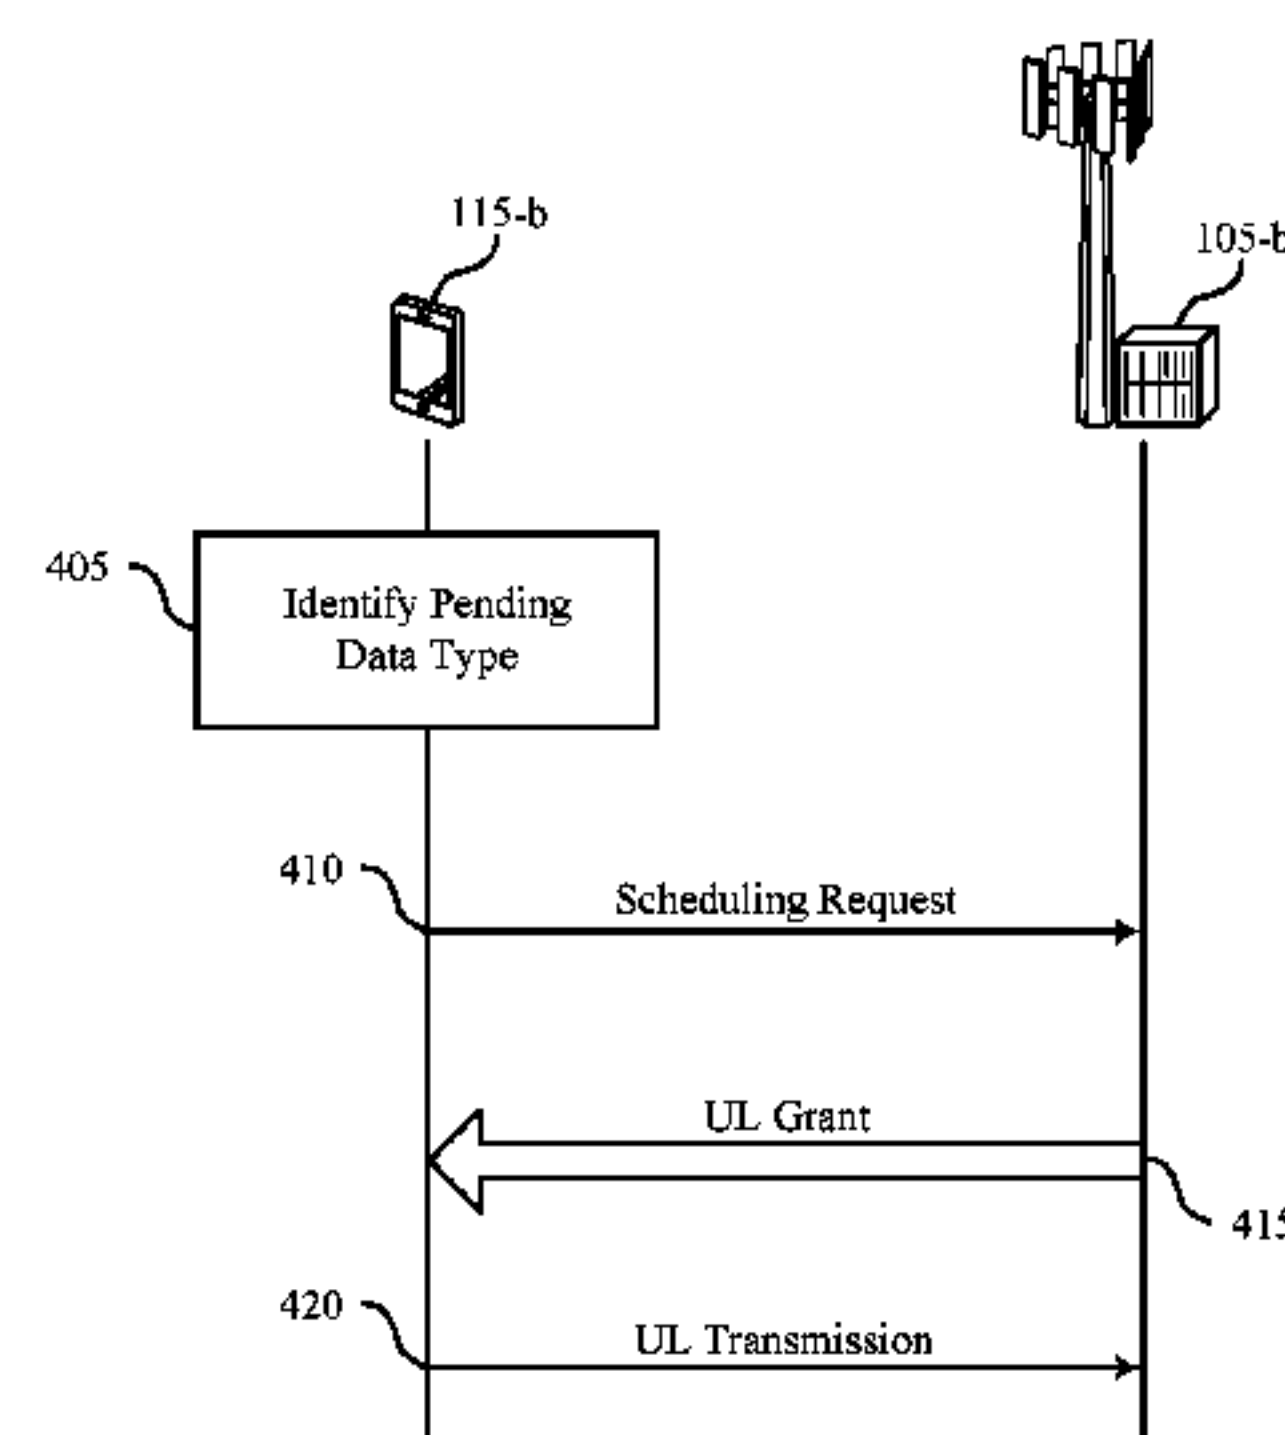 115-b
105-b
405
Identify Pending
Data Type
410
Scheduling Request
UL Grant
415
420
UL Transmission